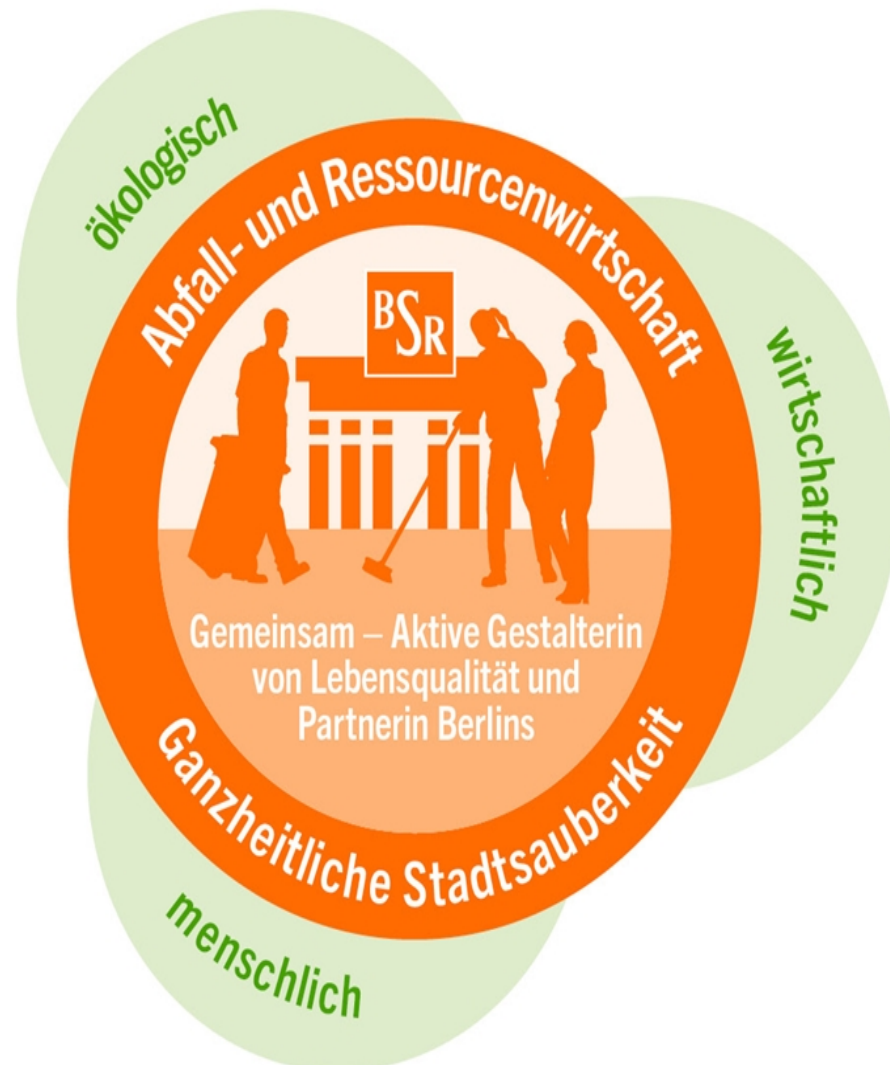 ökologisch
Abfall- und Ressourcenwirtschaft
wirtschaftlich
BSR
Gemeinsam – Aktive Gestalterin
von Lebensqualität und
Partnerin Berlins
Ganzheitliche Stadtsauberkeit
menschlich